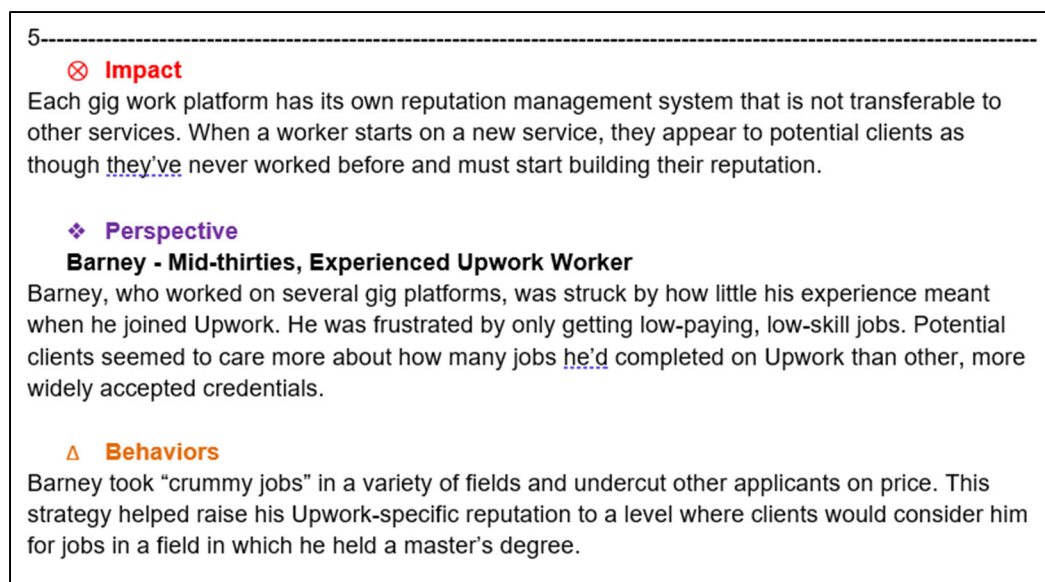 5--------------------------------------------------------------------------------------------------------------------------
⊗ Impact
Each gig work platform has its own reputation management system that is not transferable to
other services. When a worker starts on a new service, they appear to potential clients as
though they’ve never worked before and must start building their reputation.
❖ Perspective
Barney - Mid-thirties, Experienced Upwork Worker
Barney, who worked on several gig platforms, was struck by how little his experience meant
when he joined Upwork. He was frustrated by only getting low-paying, low-skill jobs. Potential
clients seemed to care more about how many jobs he’d completed on Upwork than other, more
widely accepted credentials.
Δ Behaviors
Barney took “crummy jobs” in a variety of fields and undercut other applicants on price. This
strategy helped raise his Upwork-specific reputation to a level where clients would consider him
for jobs in a field in which he held a master’s degree.